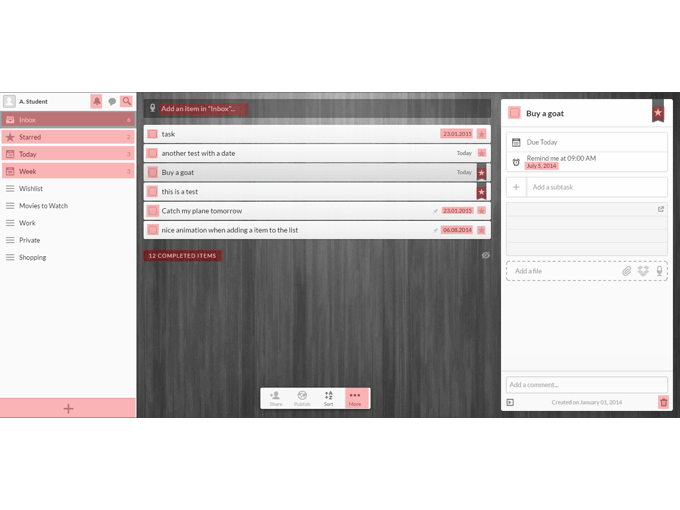 A. Student
Inbox 6
Starred 3
Today 3
Week 3
Wishlist
Movies to Watch
Work
Private
Shopping
Add an item in "Inbox"...
task 23.01.2015
another test with a date Today
Buy a goat Today
this is a test
Catch my plane tomorrow 23.01.2015
nice animation when adding a item to the list 06.08.2014
12 COMPLETED ITEMS
Share Publish Sort More
Buy a goat
Due Today
Remind me at 09:00 AM
July 5, 2014
Add a subtask
Add a file
Add a comment...
Created on January 03, 2014